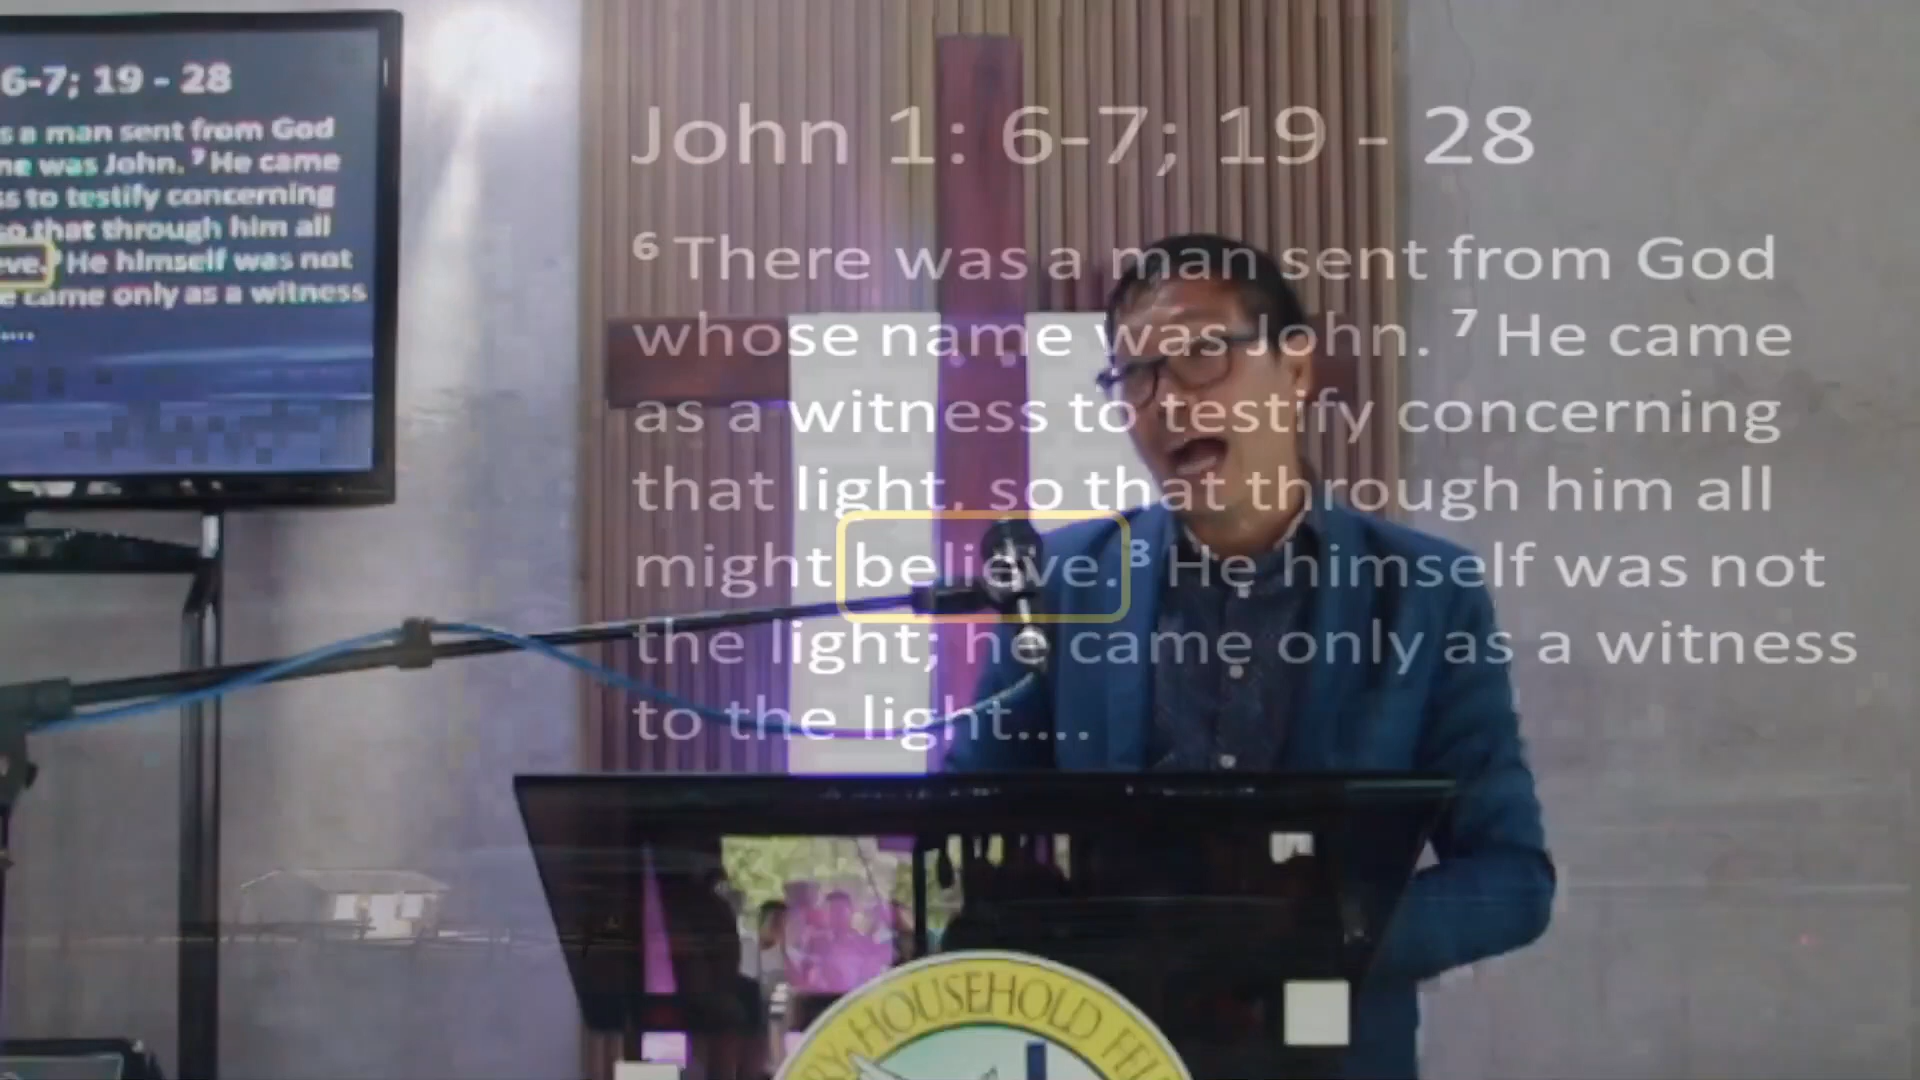 6-7; 19 - 28
s a man sent from God
ne was John. ⁷ He came
ss to testify concerning
so that through him all
eve. He himself was not
e came only as a witness
....
John 1: 6-7; 19 - 28
⁶ There was a man sent from God
whose name was John. ⁷ He came
as a witness to testify concerning
that light, so that through him all
might believe. ⁸ He himself was not
the light; he came only as a witness
to the light....
RY HOUSEHOLD FEL